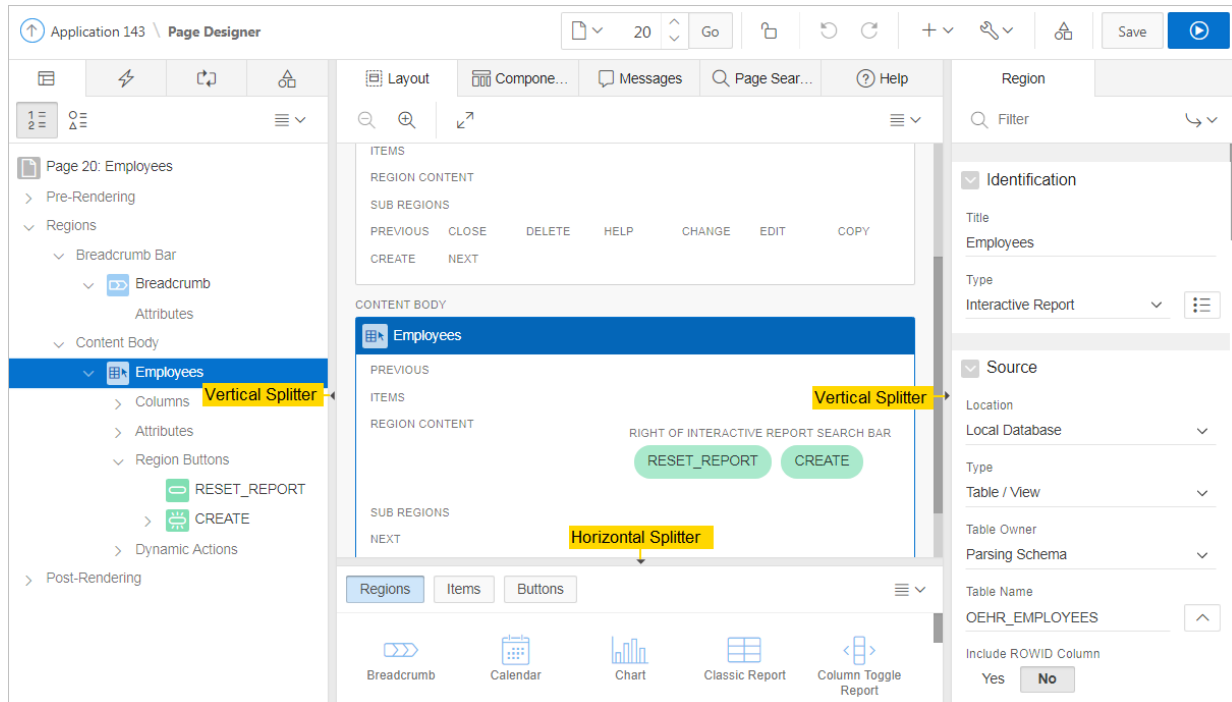 Application 143 \ Page Designer
20
Go
Save
Layout
Compone...
Messages
Page Sear...
Help
Region
Filter
Page 20: Employees
Pre-Rendering
Regions
Breadcrumb Bar
Breadcrumb
Attributes
Content Body
Employees
Columns
Vertical Splitter
Attributes
Region Buttons
RESET_REPORT
CREATE
Dynamic Actions
Post-Rendering
ITEMS
REGION CONTENT
SUB REGIONS
PREVIOUS CLOSE DELETE HELP CHANGE EDIT COPY
CREATE NEXT
CONTENT BODY
Employees
PREVIOUS
ITEMS
Vertical Splitter
REGION CONTENT
RIGHT OF INTERACTIVE REPORT SEARCH BAR
RESET_REPORT CREATE
SUB REGIONS
NEXT
Horizontal Splitter
Regions Items Buttons
Breadcrumb
Calendar
Chart
Classic Report
Column Toggle
Report
Identification
Title
Employees
Type
Interactive Report
Source
Location
Local Database
Type
Table / View
Table Owner
Parsing Schema
Table Name
OEHR_EMPLOYEES
Include ROWID Column
Yes No